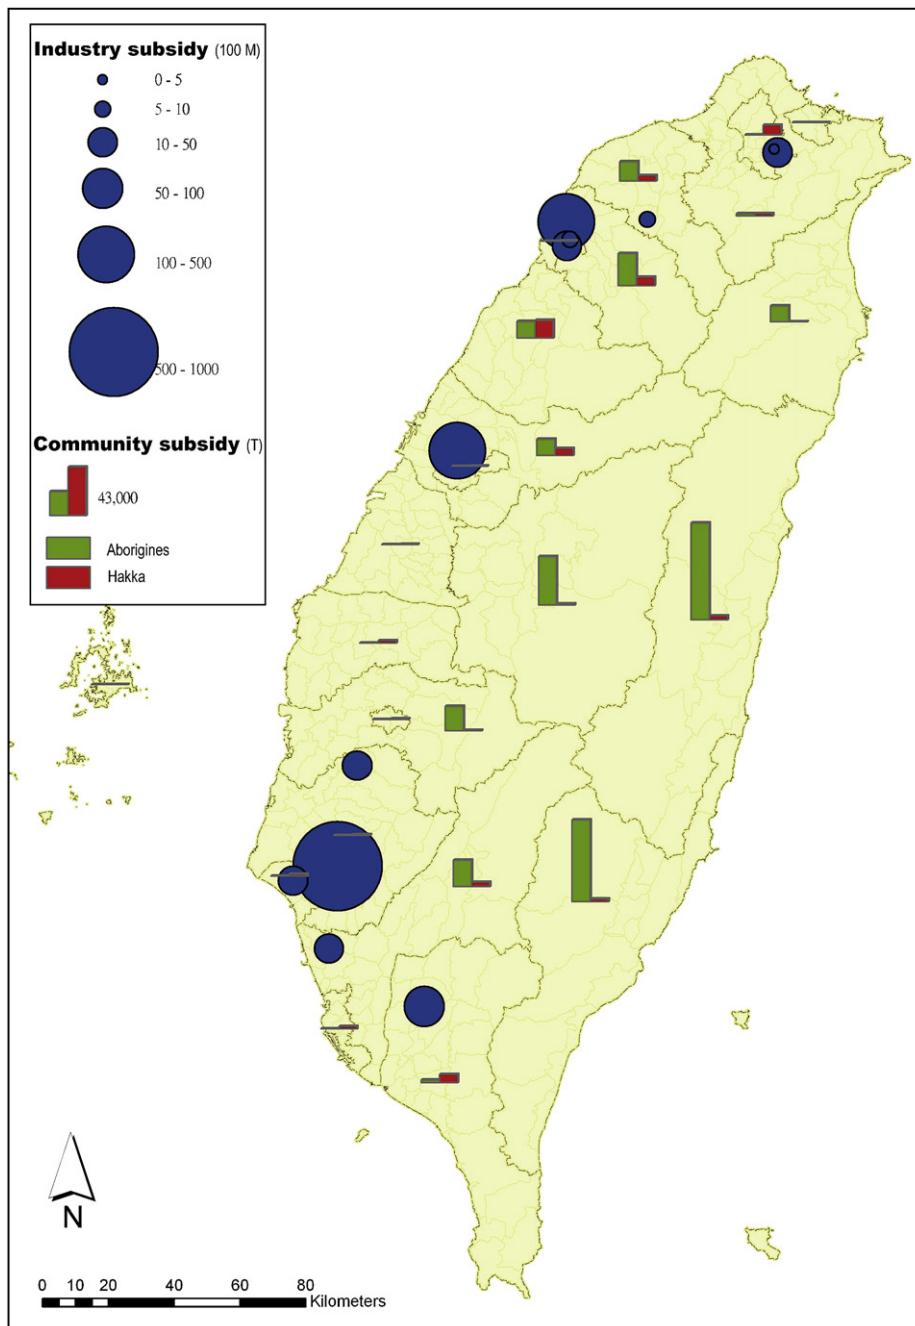 Industry subsidy (100 M)
0 - 5
5 - 10
10 - 50
50 - 100
100 - 500
500 - 1000
Community subsidy (T)
43,000
Aborigines
Hakka
N
0 10 20 40 60 80
Kilometers